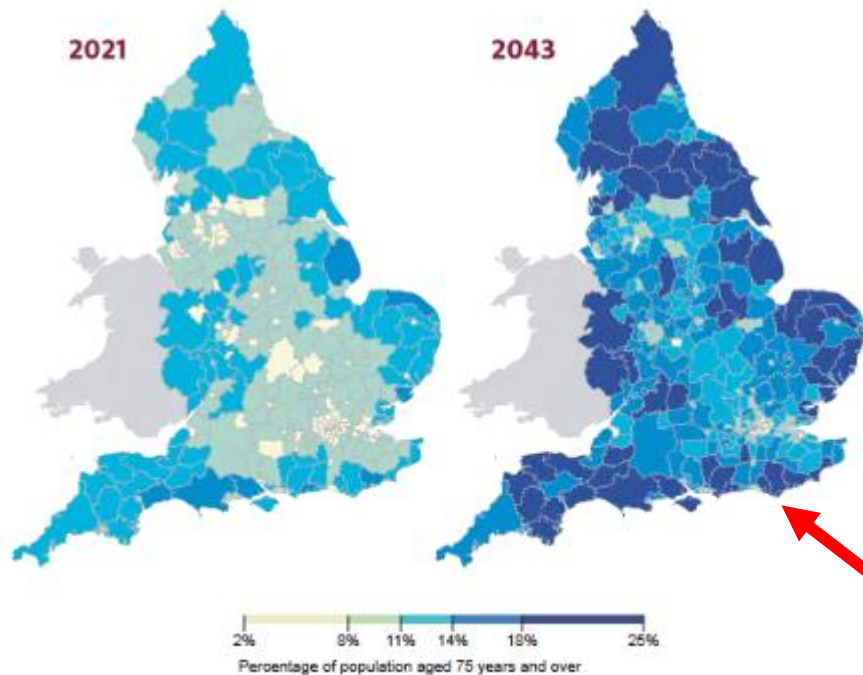 2021
2043
2% 8% 11% 14% 18% 25%
Percentage of population aged 75 years and over